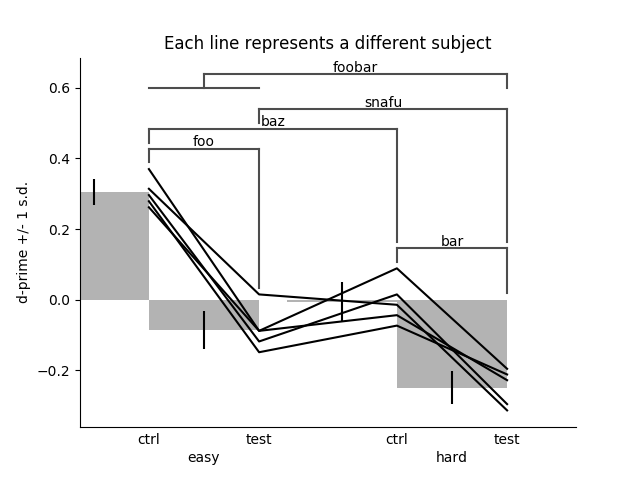 Each line represents a different subject
foobar
snafu
baz
foo
bar
d-prime +/- 1 s.d.
0.6
0.4
0.2
0.0
−0.2
ctrl test ctrl test
easy hard